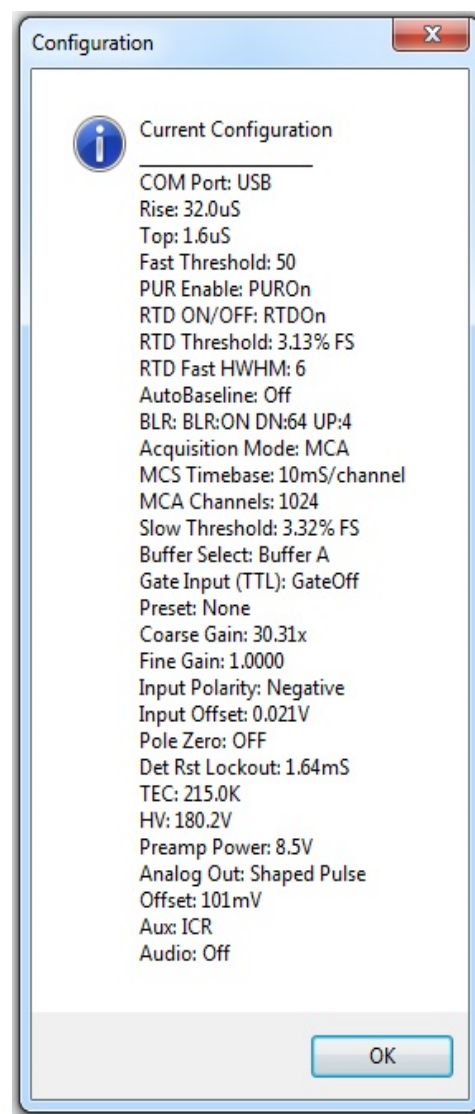 Configuration
X
Current Configuration
COM Port: USB
Rise: 32.0uS
Top: 1.6uS
Fast Threshold: 50
PUR Enable: PUROn
RTD ON/OFF: RTDOn
RTD Threshold: 3.13% FS
RTD Fast HWHM: 6
AutoBaseline: Off
BLR: BLR:ON DN:64 UP:4
Acquisition Mode: MCA
MCS Timebase: 10mS/channel
MCA Channels: 1024
Slow Threshold: 3.32% FS
Buffer Select: Buffer A
Gate Input (TTL): GateOff
Preset: None
Coarse Gain: 30.31x
Fine Gain: 1.0000
Input Polarity: Negative
Input Offset: 0.021V
Pole Zero: OFF
Det Rst Lockout: 1.64mS
TEC: 215.0K
HV: 180.2V
Preamp Power: 8.5V
Analog Out: Shaped Pulse
Offset: 101mV
Aux: ICR
Audio: Off
OK